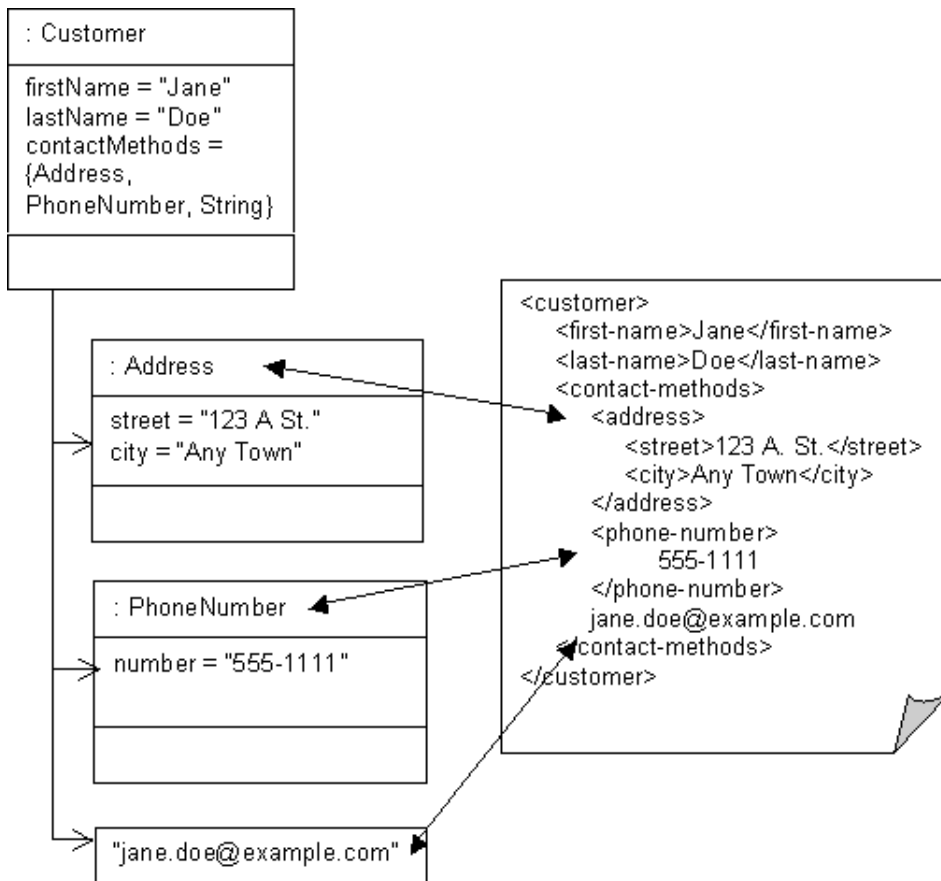 : Customer
firstName = "Jane"
lastName = "Doe"
contactMethods =
{Address,
PhoneNumber, String}
: Address
street = "123 A St."
city = "Any Town"
: PhoneNumber
number = "555-1111"
"jane.doe@example.com"
<customer>
<first-name>Jane</first-name>
<last-name>Doe</last-name>
<contact-methods>
<address>
<street>123 A. St.</street>
<city>Any Town</city>
</address>
<phone-number>
555-1111
</phone-number>
jane.doe@example.com
</contact-methods>
</customer>